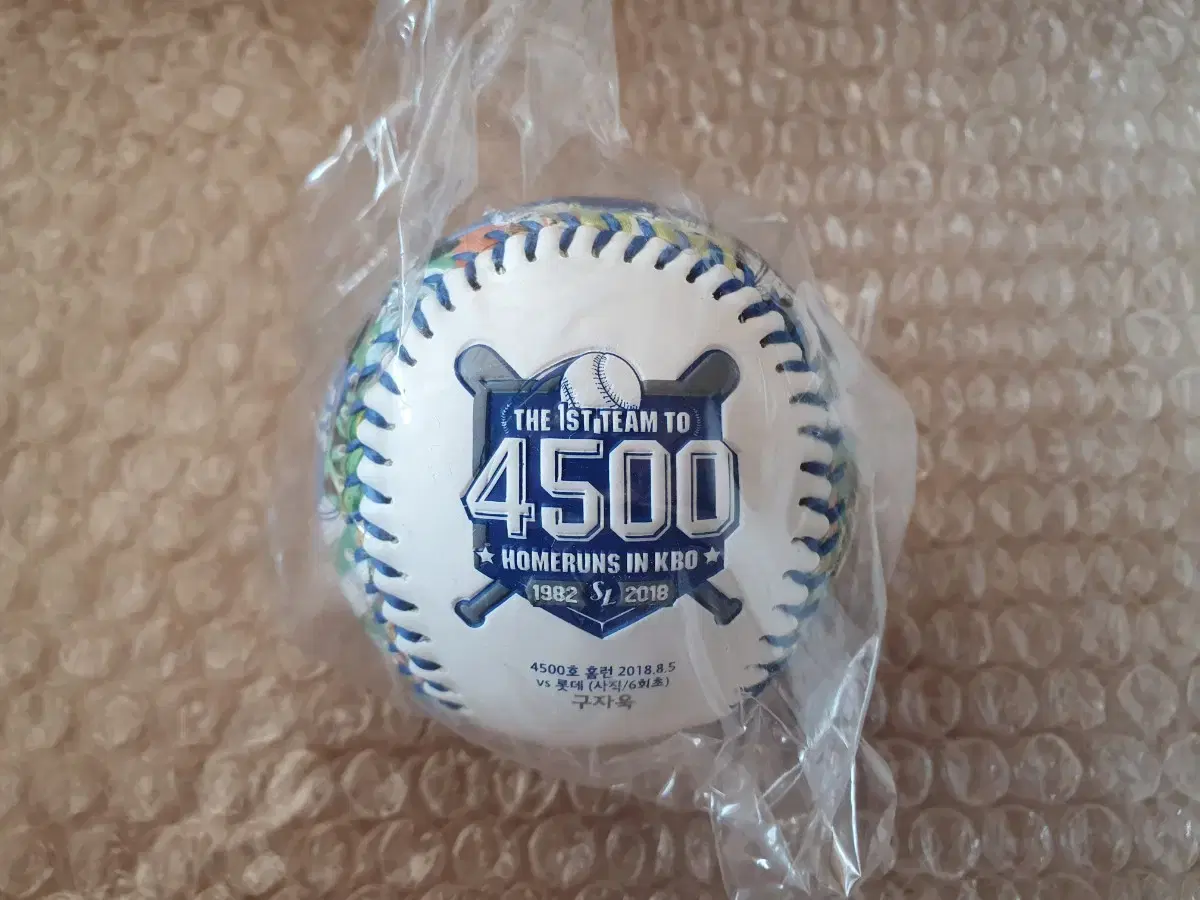 THE 1ST TEAM TO
4500
HOMERUNS IN KBO
1982 SL 2018
4500호 홈런 2018.8.5
vs 롯데 (사직/6회초)
구자욱